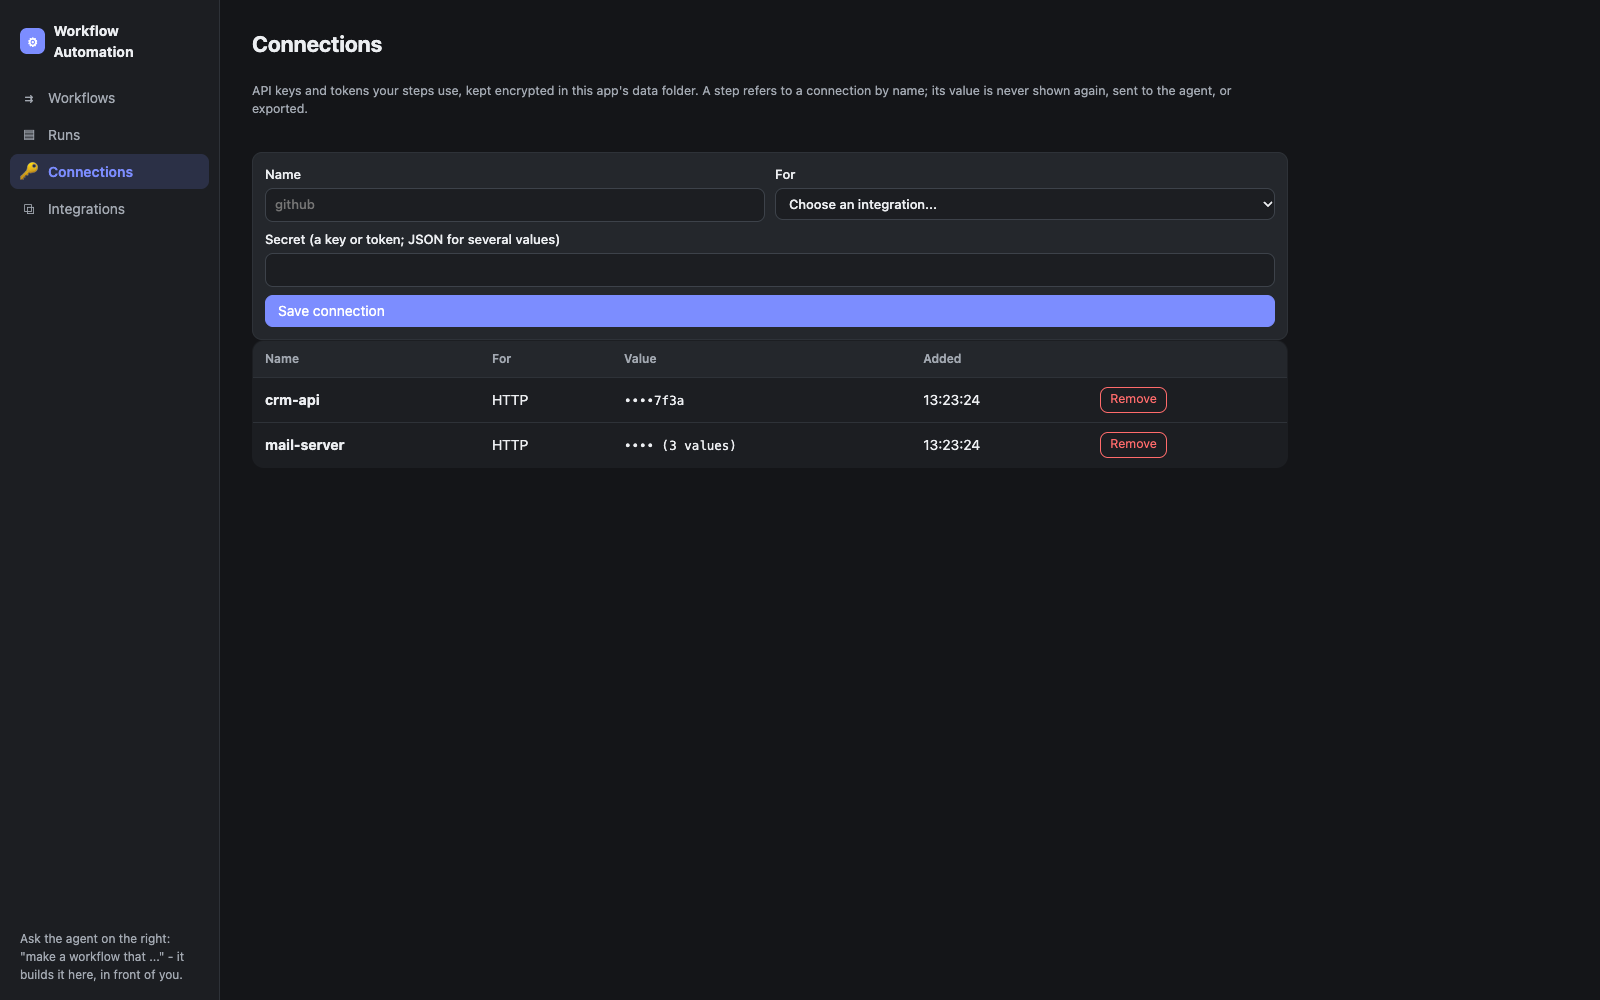 Workflow
Automation
Workflows
Runs
Connections
Integrations
Ask the agent on the right:
"make a workflow that ..." - it
builds it here, in front of you.
Connections
API keys and tokens your steps use, kept encrypted in this app's data folder. A step refers to a connection by name; its value is never shown again, sent to the agent, or
exported.
Name For
github Choose an integration...
Secret (a key or token; JSON for several values)
Save connection
Name For Value Added
crm-api HTTP ••••7f3a 13:23:24 Remove
mail-server HTTP •••• (3 values) 13:23:24 Remove